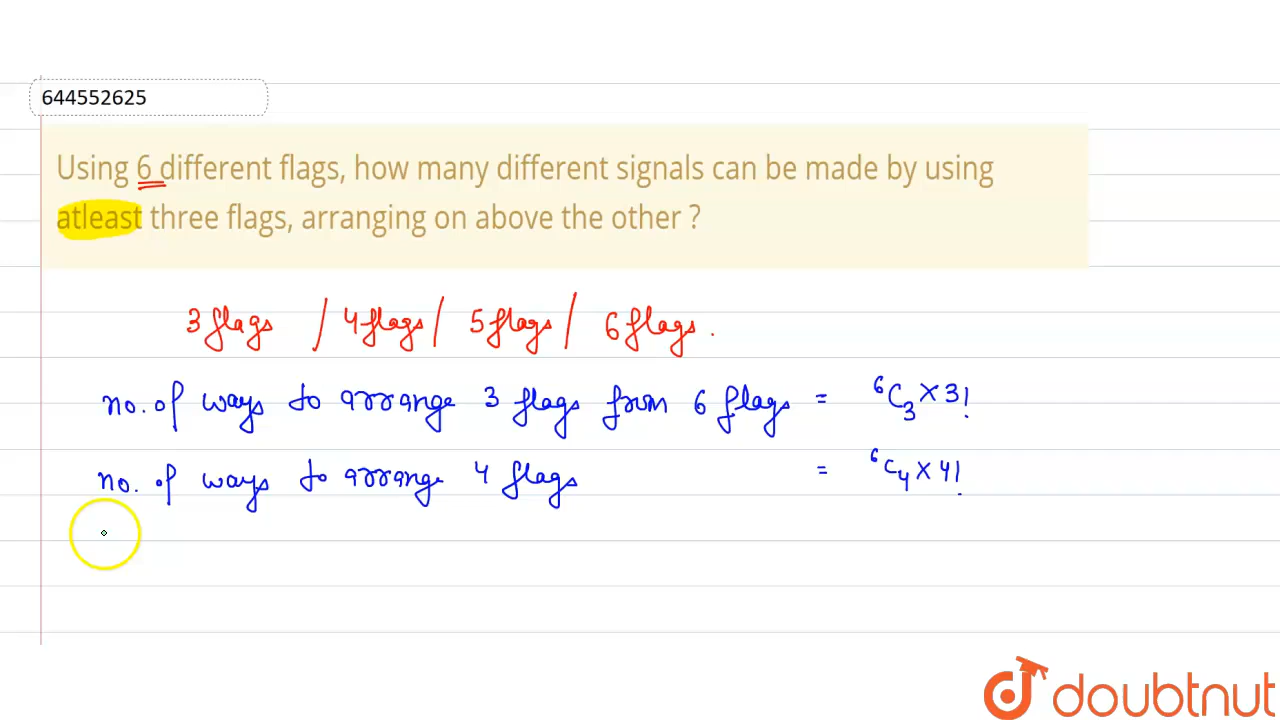 644552625
Using 6 different flags, how many different signals can be made by using
atleast three flags, arranging on above the other ?
3 flags / 4 flags / 5 flags / 6 flags .
no. of ways to arrange 3 flags from 6 flags = ⁶C₃ × 3!
no. of ways to arrange 4 flags = ⁶C₄ × 4!
doubtnut